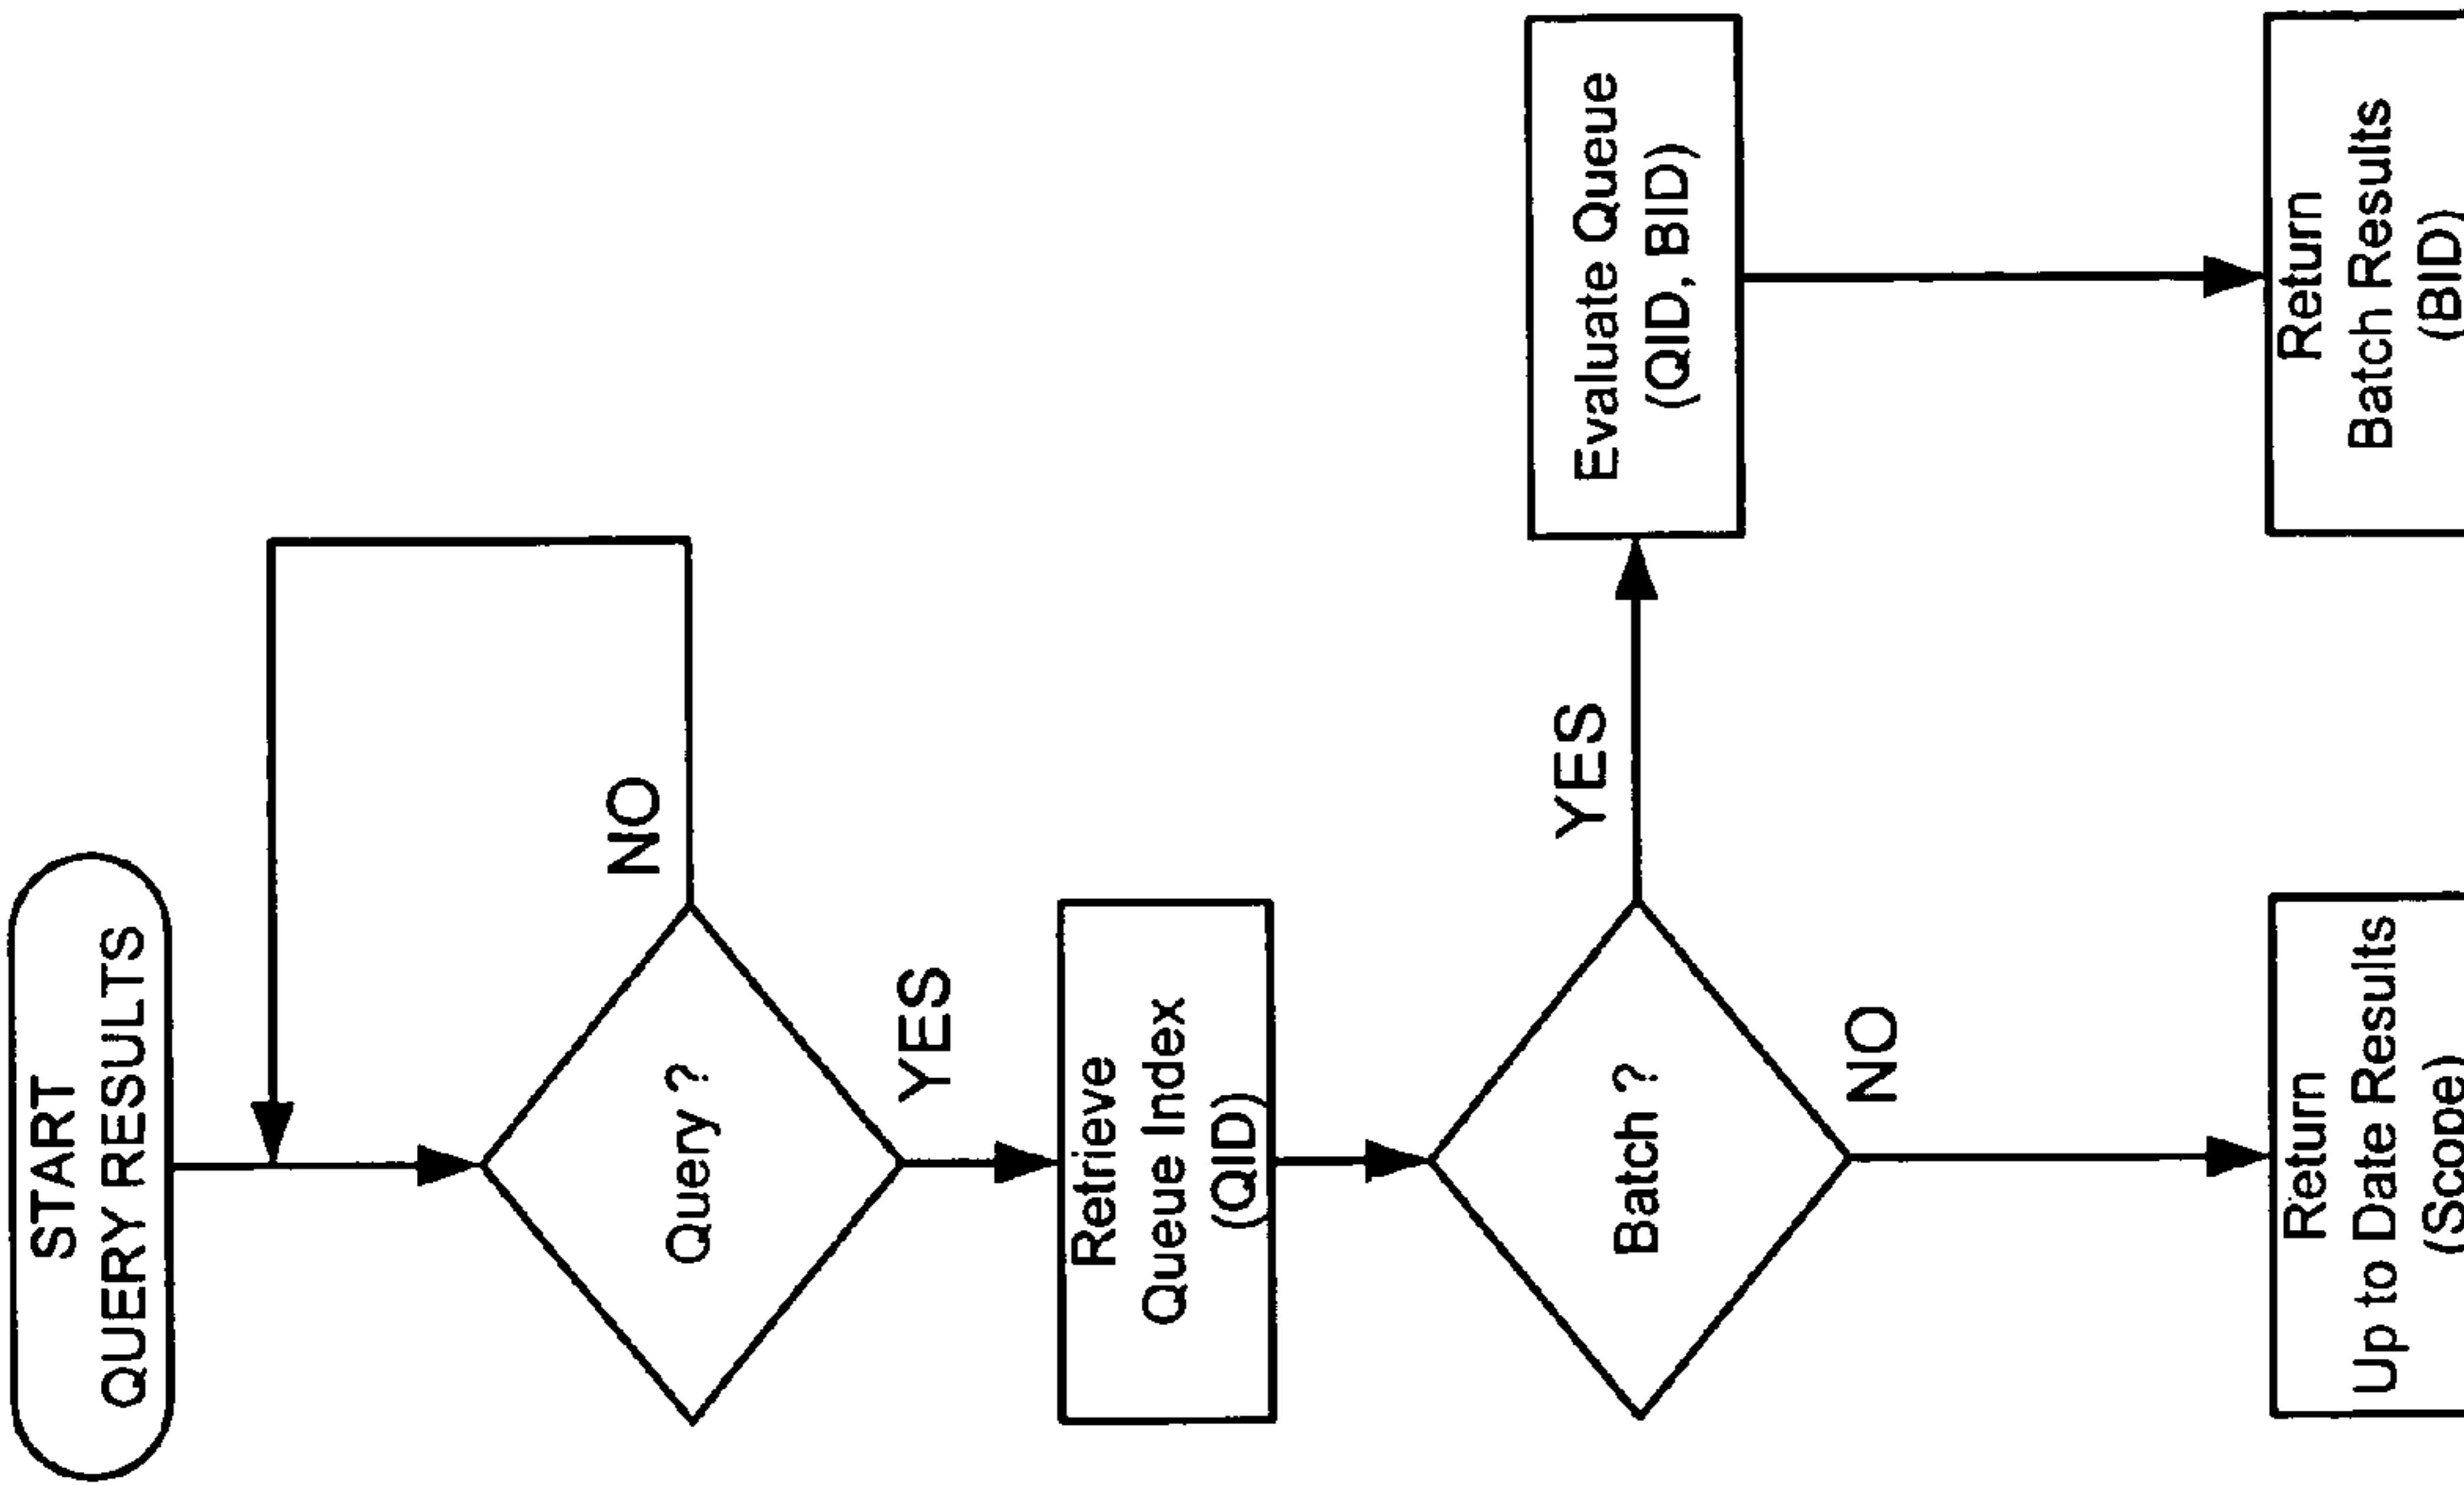 START
QUERY RESULTS
Query ?
NO
YES
Retrieve
Queue Index
(QID)
Batch ?
YES
Evaluate Queue
(QID, BID)
NO
Return
Up to Date Results
(Scope)
Return
Batch Results
(BID)